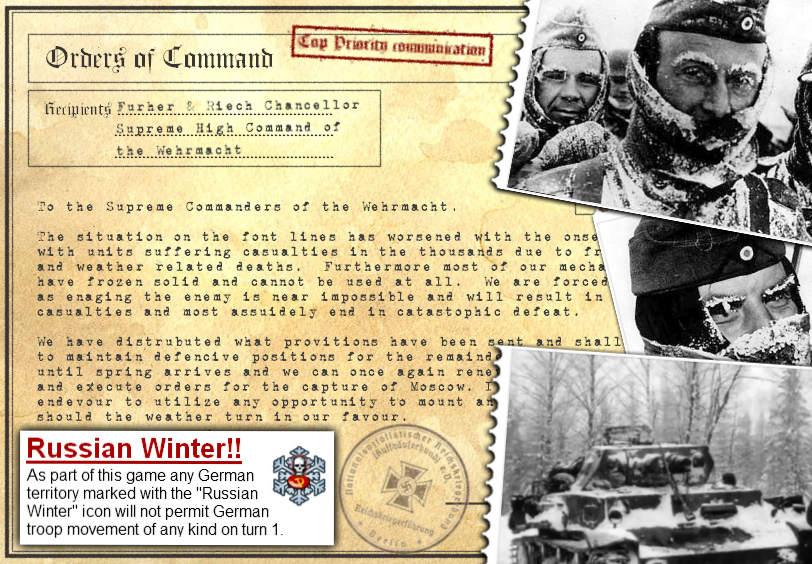 Orders of Command
Top Priority communication
Recipients Furher & Riech Chancellor
Supreme High Command of
the Wehrmacht
To the Supreme Commanders of the Wehrmacht.
The situation on the font lines has worsened with the onse
with units suffering casualties in the thousands due to fr
and weather related deaths. Furthermore most of our mecha
have frozen solid and cannot be used at all. We are forced
as enaging the enemy is near impossible and will result in
casualties and most assuidely end in catastophic defeat.
We have distrubuted what provitions have been sent and shall
to maintain defencive positions for the remaind
until spring arrives and we can once again rene
and execute orders for the capture of Moscow. I
endevour to utilize any opportunity to mount an
should the weather turn in our favour.
Russian Winter!!
As part of this game any German
territory marked with the "Russian
Winter" icon will not permit German
troop movement of any kind on turn 1.
Nationalsozialistischer Reichskriegerbund
(Kyffhäuserbund) e.V.
Reichskriegerführung
Berlin